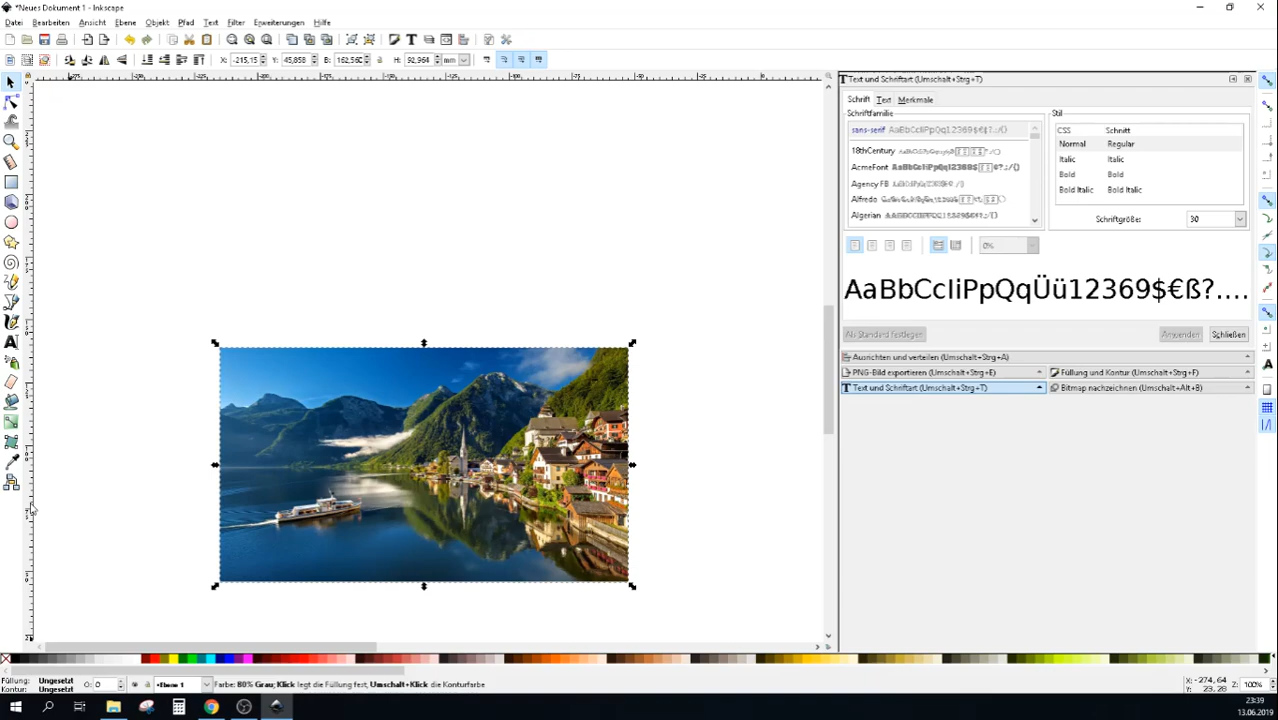 *Neues Dokument 1 - Inkscape
Datei Bearbeiten Ansicht Ebene Objekt Pfad Text Filter Erweiterungen Hilfe
X: -215,15 Y: 45,858 B: 162,560 H: 92,964 mm
Text und Schriftart (Umschalt+Strg+T)
Schrift Text Merkmale
Schriftfamilie Stil
sans-serif AaBbCcIiPpQq12369$€¢?.;/()
CSS Schnitt
Normal Regular
18thCentury
Italic Italic
AcmeFont
Bold Bold
Agency FB
Bold Italic Bold Italic
Alfredo
Algerian
Schriftgröße: 30
0%
AaBbCcIiPpQqÜü12369$€ß?....
Als Standard festlegen Anwenden Schließen
Ausrichten und verteilen (Umschalt+Strg+A)
PNG-Bild exportieren (Umschalt+Strg+E) Füllung und Kontur (Umschalt+Strg+F)
Text und Schriftart (Umschalt+Strg+T) Bitmap nachzeichnen (Umschalt+Alt+B)
Füllung: Ungesetzt
Kontur: Ungesetzt
O: 0
•Ebene 1
Farbe: 80% Grau; Klick legt die Füllung fest, Umschalt+Klick die Konturfarbe
X: -274,64
Y: 23,28
Z: 100%
23:39
13.06.2019